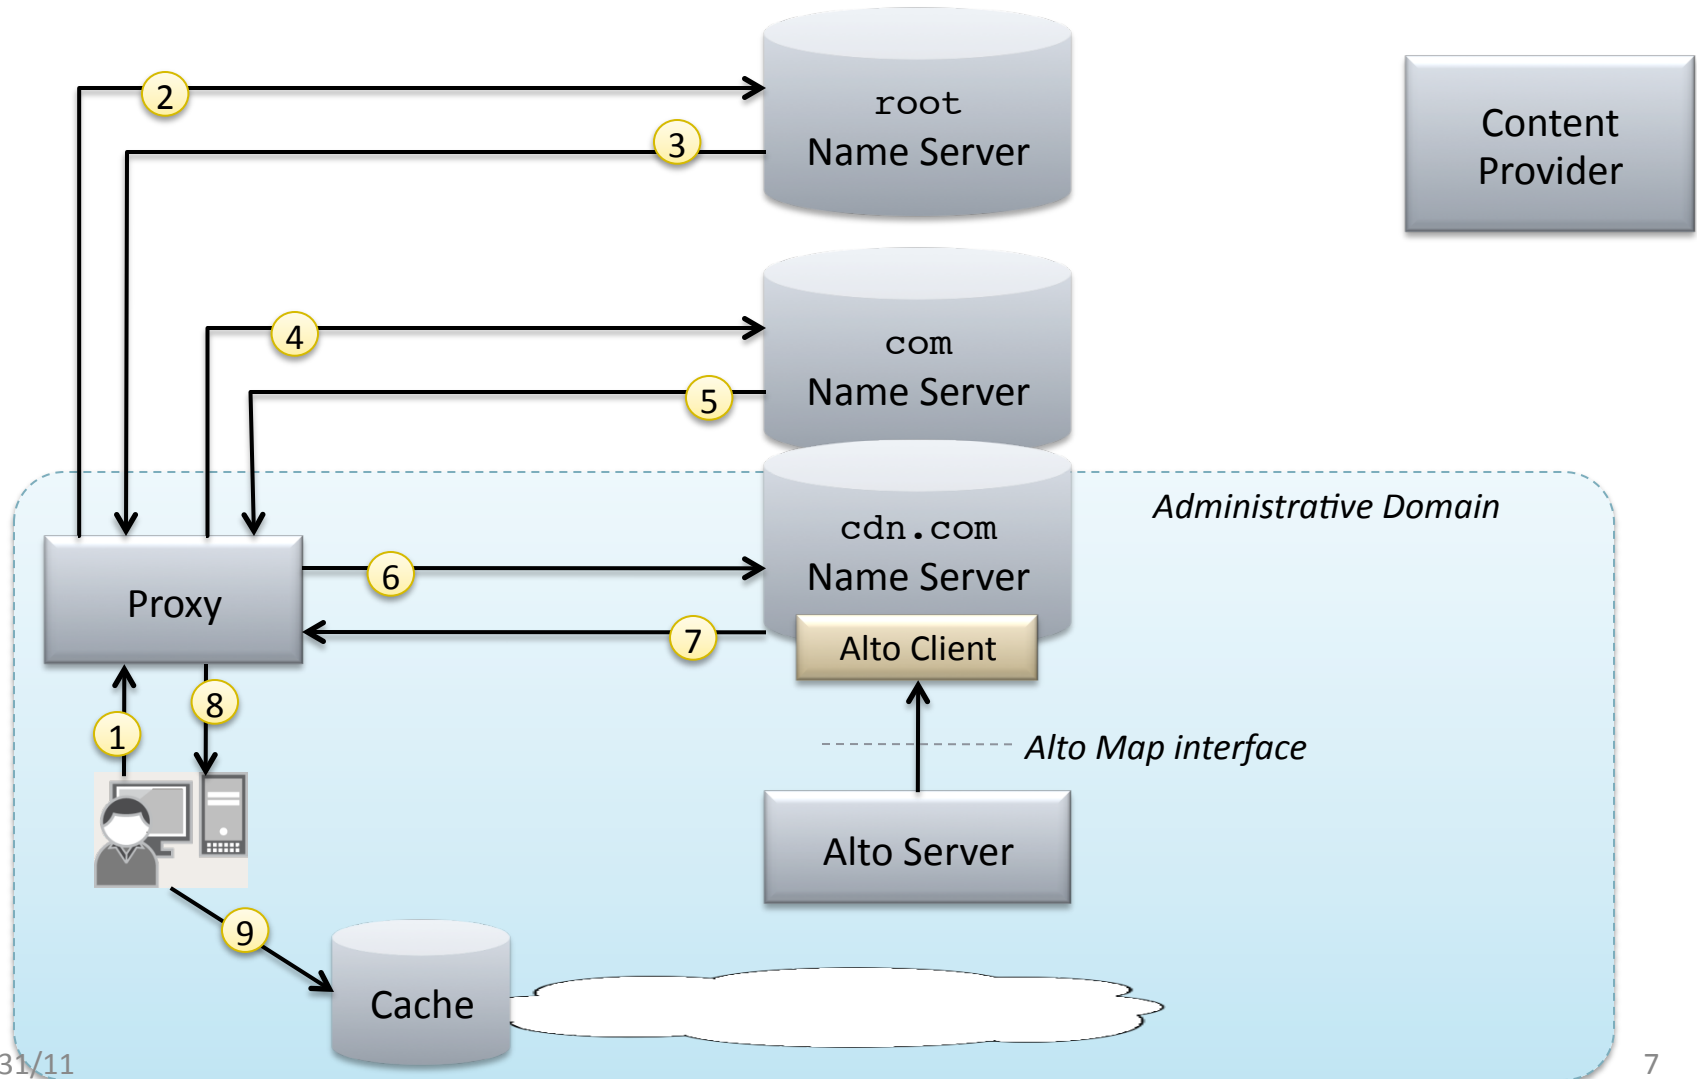 2
root
Name Server
3
Content
Provider
4
com
Name Server
5
Administrative Domain
cdn.com
Name Server
6
Proxy
7
Alto Client
8
1
Alto Map interface
Alto Server
9
Cache
31/11
7